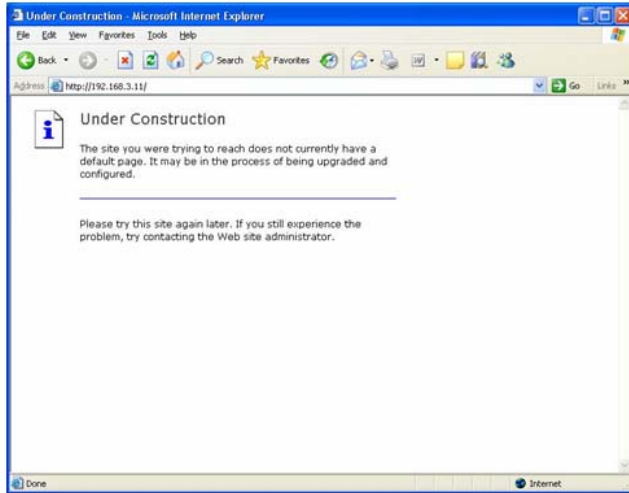 Under Construction - Microsoft Internet Explorer
File Edit View Favorites Tools Help
Back Search Favorites
Address http://192.168.3.11/ Go Links »
Under Construction
The site you were trying to reach does not currently have a
default page. It may be in the process of being upgraded and
configured.
Please try this site again later. If you still experience the
problem, try contacting the Web site administrator.
Done Internet